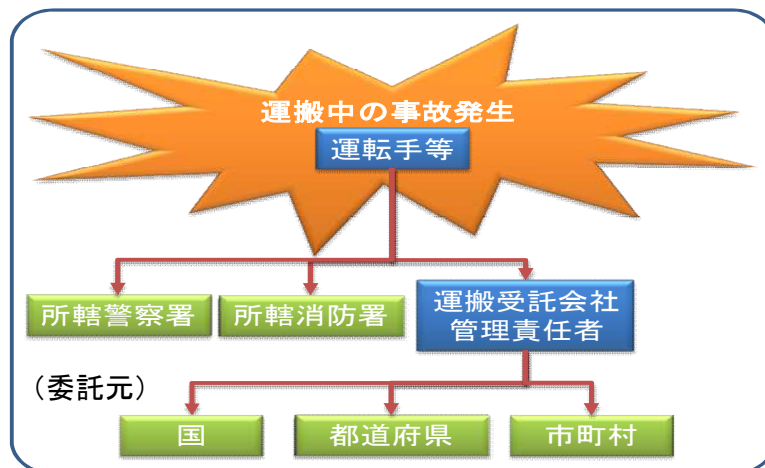 運搬中の事故発生
運転手等
所轄警察署
所轄消防署
運搬受託会社
管理責任者
（委託元）
国
都道府県
市町村